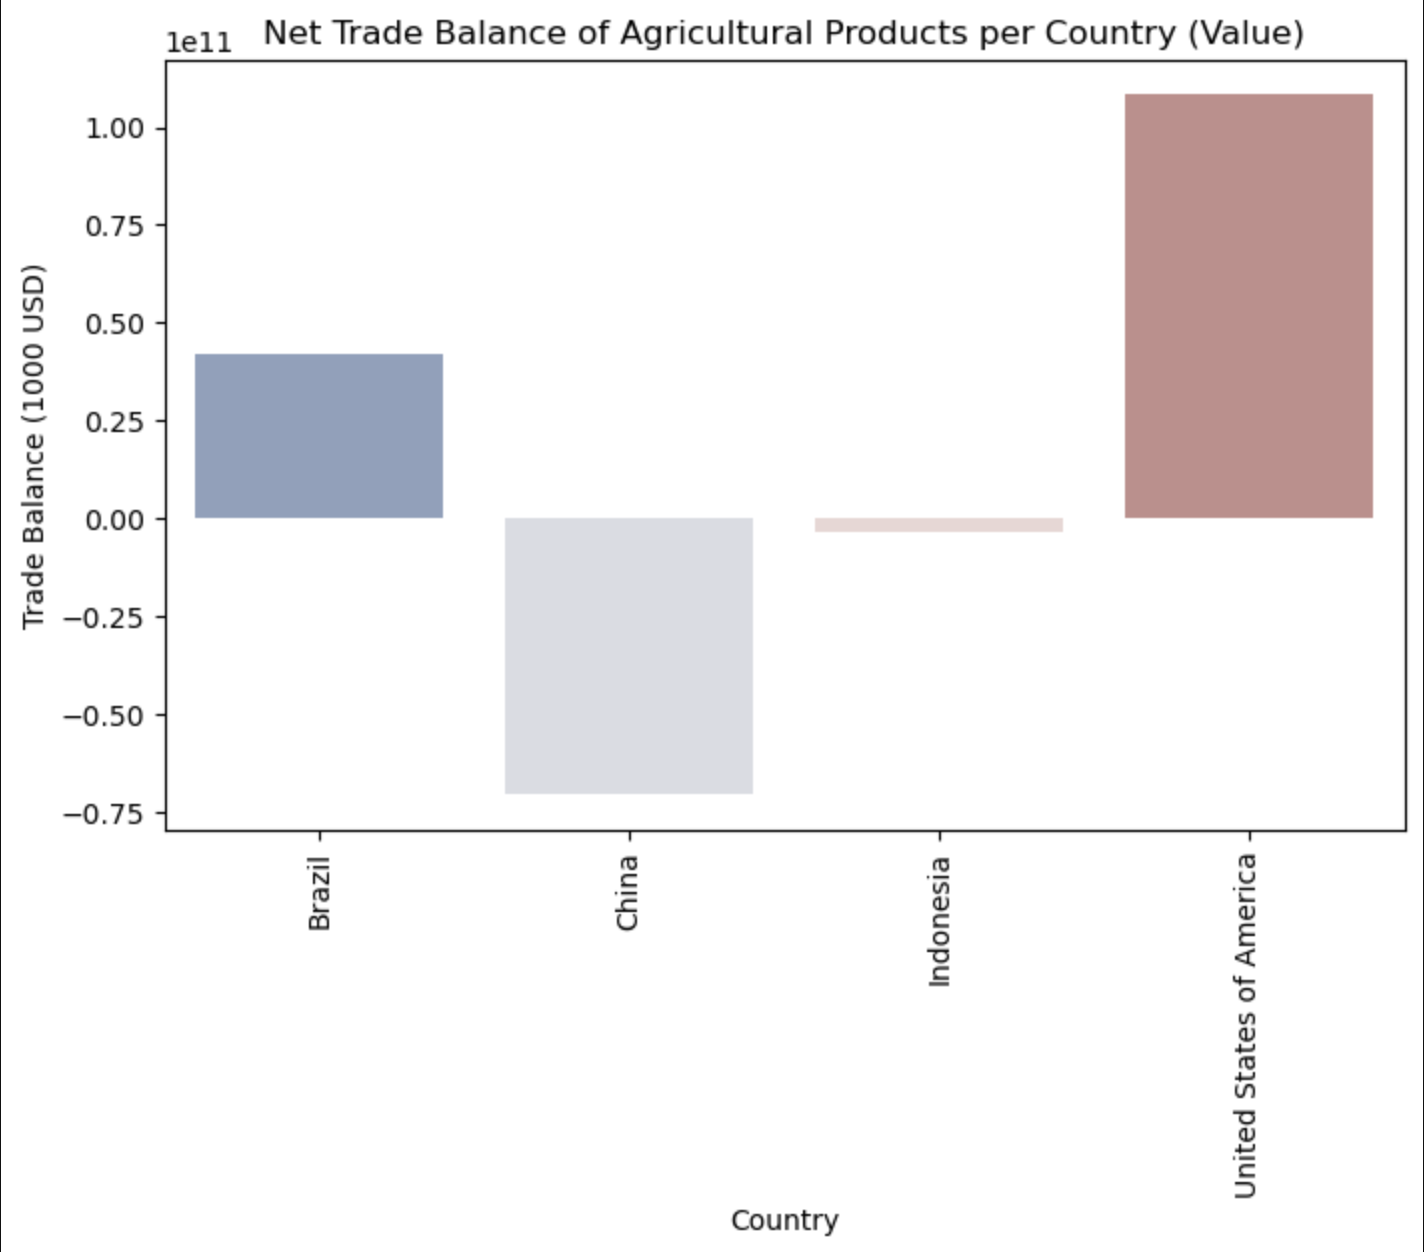 Net Trade Balance of Agricultural Products per Country (Value)
1e11
Trade Balance (1000 USD)
1.00
0.75
0.50
0.25
0.00
−0.25
−0.50
−0.75
Brazil
China
Indonesia
United States of America
Country